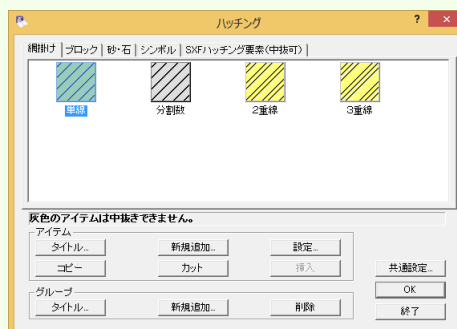 ハッチング
? ×
網掛け ブロック 砂・石 シンボル SXFハッチング要素(中抜可)
単線 分割数 2重線 3重線
灰色のアイテムは中抜きできません。
アイテム
タイトル... 新規追加... 設定...
コピー カット 挿入 共通設定...
グループ OK
タイトル... 新規追加... 削除 終了